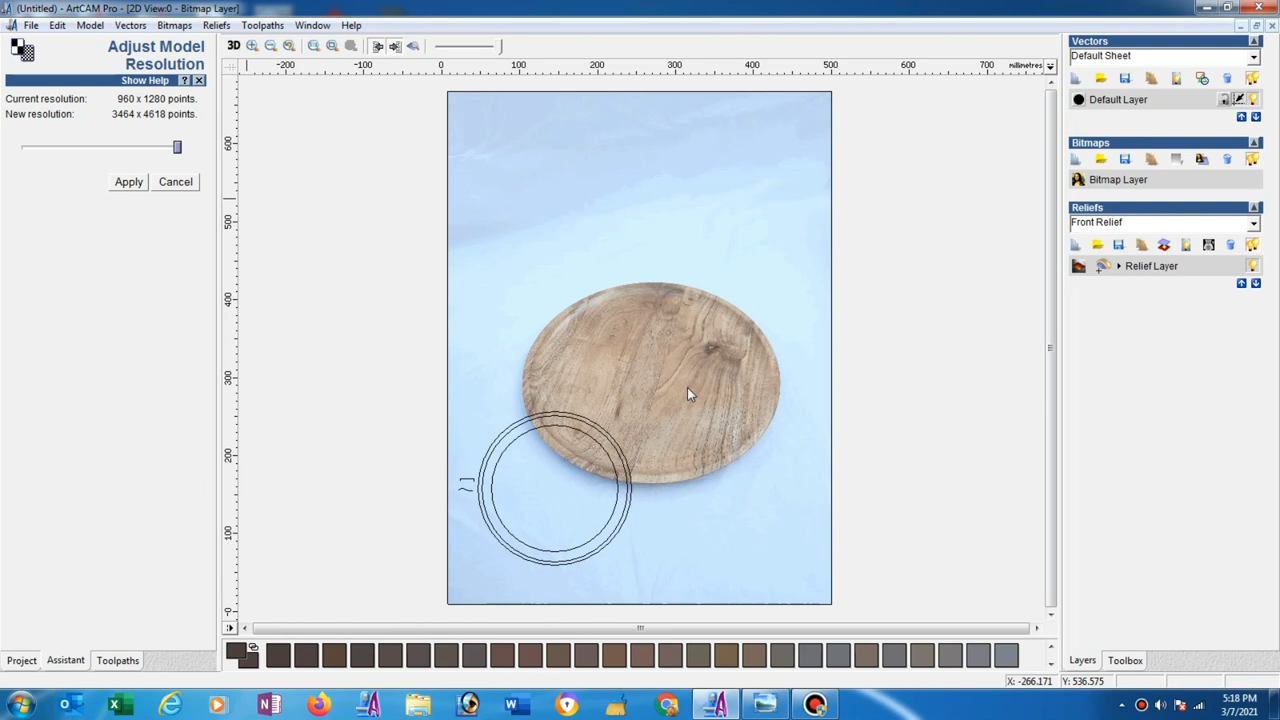 (Untitled) - ArtCAM Pro - [2D View:0 - Bitmap Layer]
File Edit Model Vectors Bitmaps Reliefs Toolpaths Window Help
Adjust Model
Resolution
Show Help ? 
Current resolution: 960 x 1280 points.
New resolution: 3464 x 4618 points.
Apply Cancel
Project Assistant Toolpaths
3D
-200 -100 0 100 200 300 400 500 600 700 millimetres
600
500
400
300
200
100
-0
Vectors
Default Sheet
Default Layer
Bitmaps
Bitmap Layer
Reliefs
Front Relief
Relief Layer
Layers Toolbox
X: -266.171 Y: 536.575
5:18 PM
3/7/2021